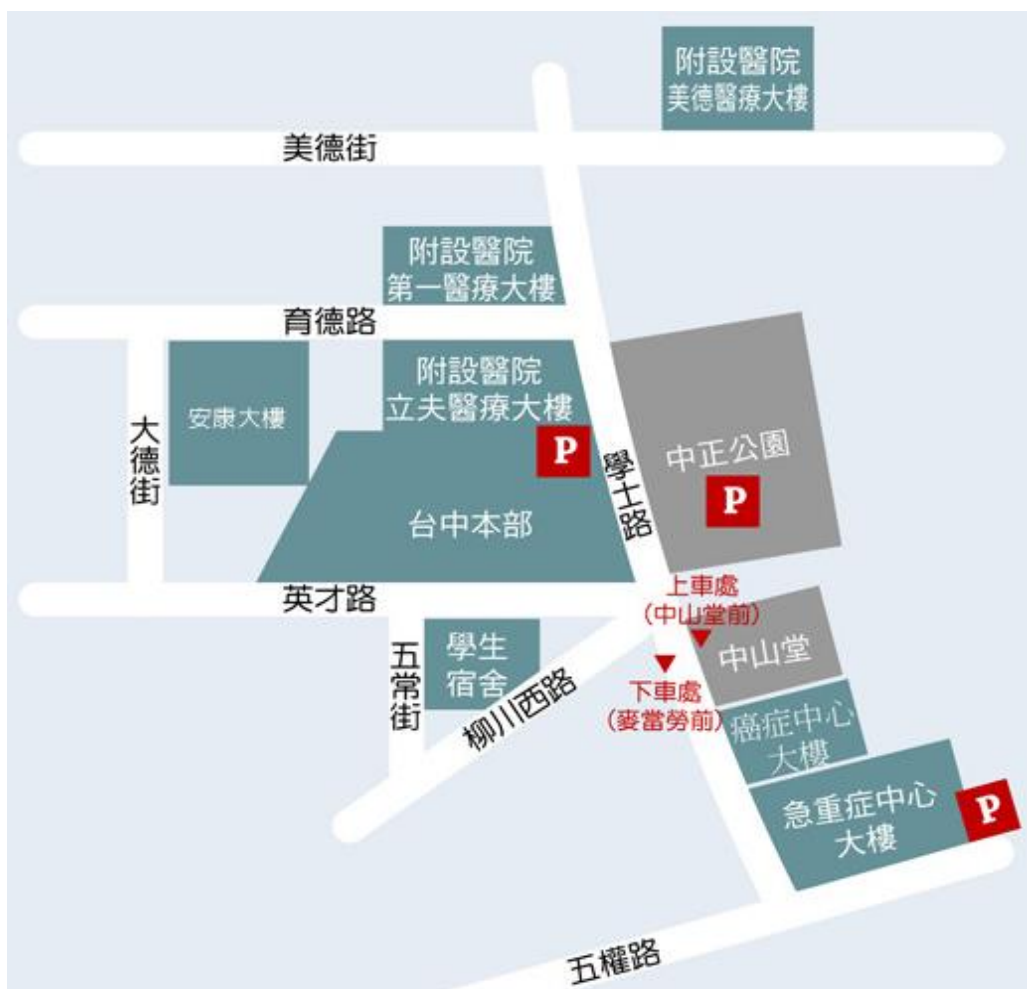 附設醫院
美德醫療大樓
美德街
附設醫院
第一醫療大樓
育德路
附設醫院
立夫醫療大樓
安康大樓
大德街
P
學士路
中正公園
P
台中本部
英才路
上車處
(中山堂前)
五常街
學生
宿舍
柳川西路
中山堂
下車處
(麥當勞前)
癌症中心
大樓
急重症中心
大樓
P
五權路